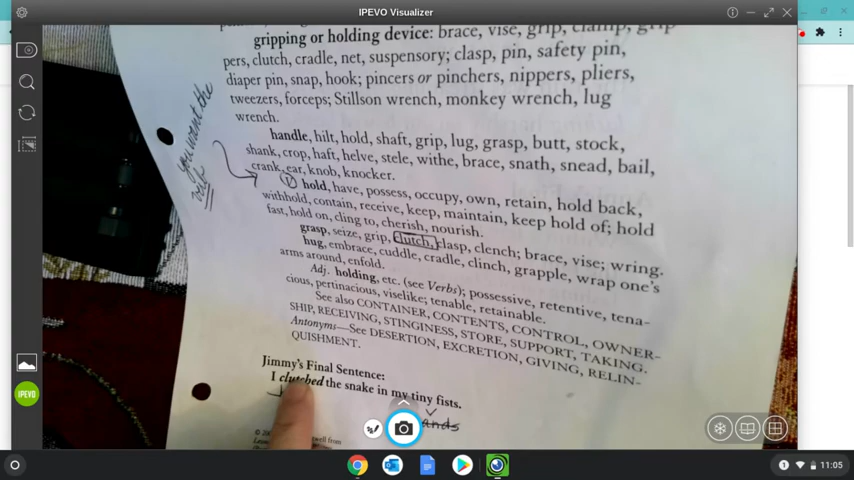 IPEVO Visualizer
gripping or holding device: brace, vise, grip, clamp, grip
pers, clutch, cradle, net, suspensory; clasp, pin, safety pin,
diaper pin, snap, hook; pincers or pinchers, nippers, pliers,
tweezers, forceps; Stillson wrench, monkey wrench, lug
wrench.
handle, hilt, hold, shaft, grip, lug, grasp, butt, stock,
shank, crop, haft, helve, stele, withe, brace, snath, snead, bail,
crank, ear, knob, knocker.
you want the
verb
① hold, have, possess, occupy, own, retain, hold back,
withhold, contain, receive, keep, maintain, keep hold of; hold
fast, hold on, cling to, cherish, nourish.
grasp, seize, grip, clutch, clasp, clench; brace, vise; wring.
hug, embrace, cuddle, cradle, clinch, grapple, wrap one's
arms around, enfold.
Adj. holding, etc. (see Verbs); possessive, retentive, tena-
cious, pertinacious, viselike; tenable, retainable.
See also CONTAINER, CONTENTS, CONTROL, OWNER-
SHIP, RECEIVING, STINGINESS, STORE, SUPPORT, TAKING.
Antonyms—See DESERTION, EXCRETION, GIVING, RELIN-
QUISHMENT.
Jimmy's Final Sentence:
I clutched the snake in my tiny fists.
ands
IPEVO
11:05